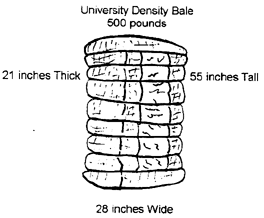 University Density Bale
500 pounds
21 inches Thick
55 inches Tall
28 inches Wide